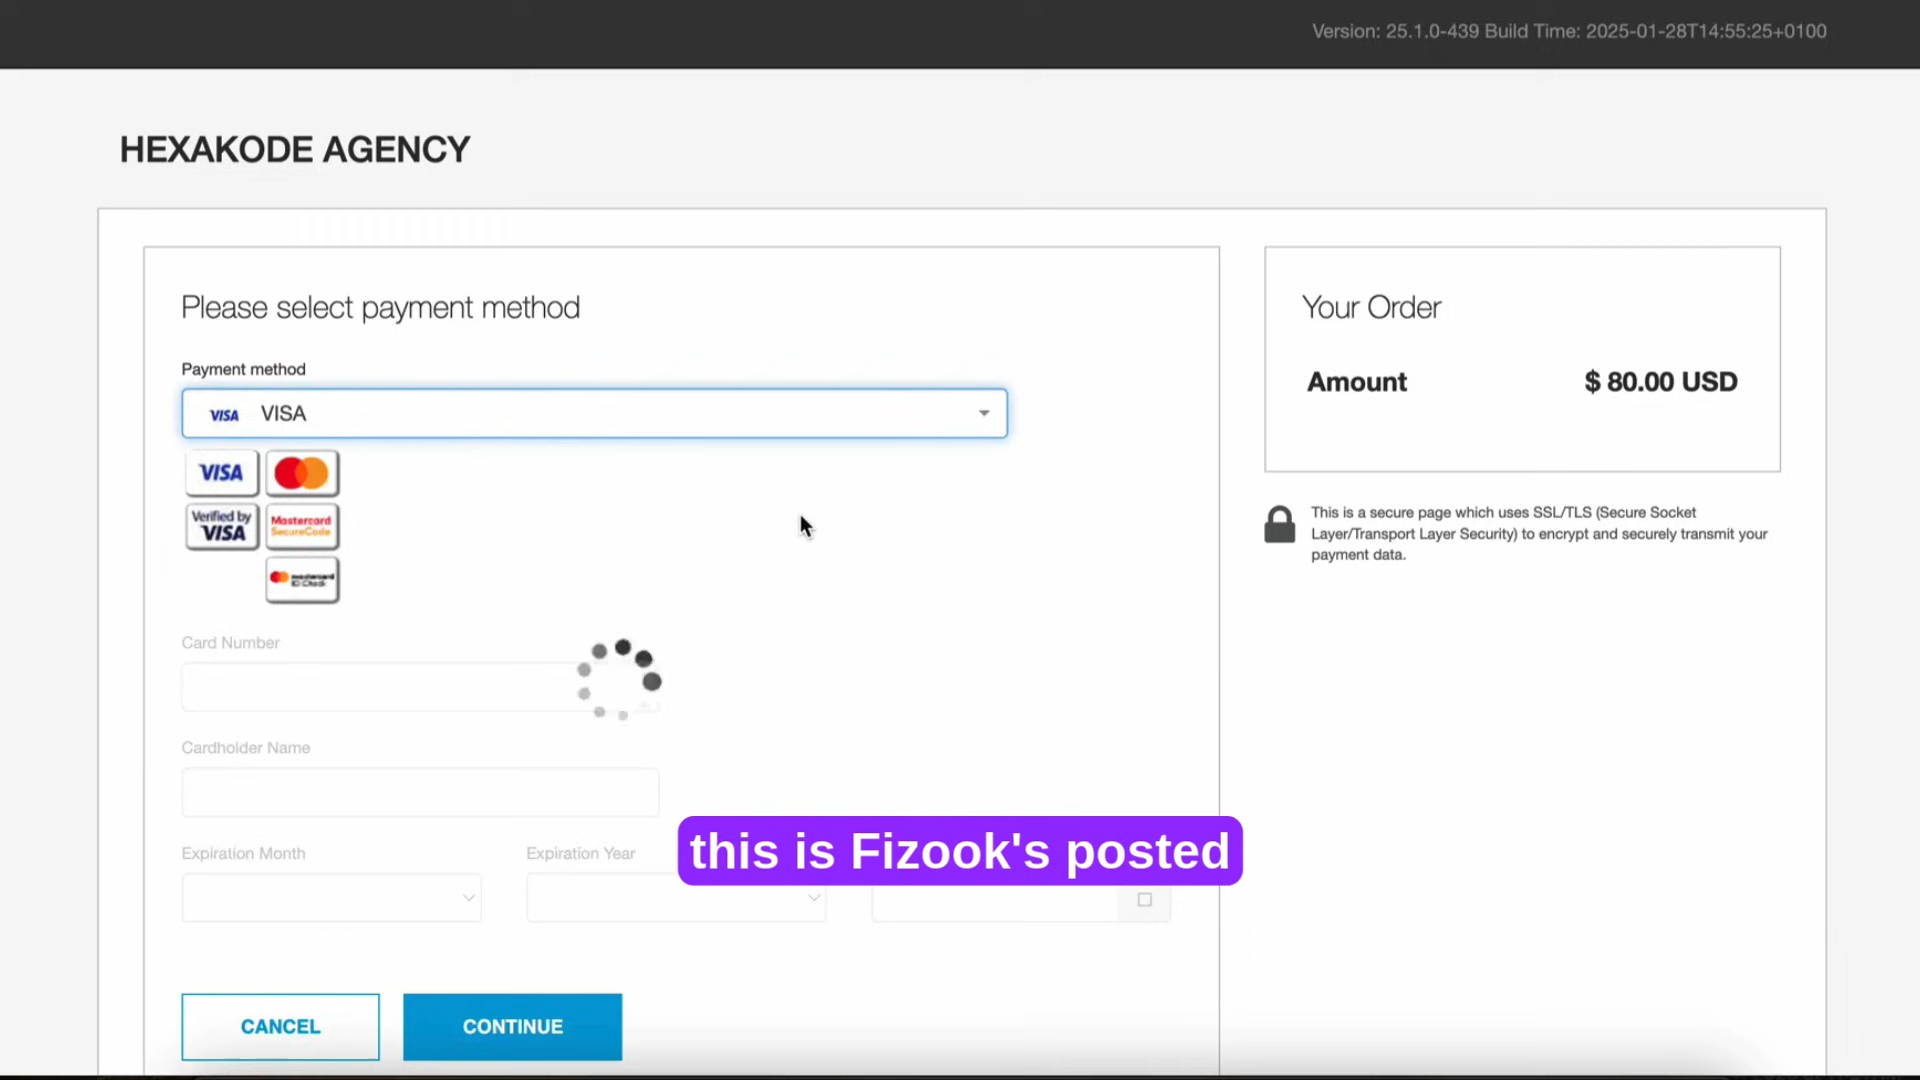 Version: 25.1.0-439 Build Time: 2025-01-28T14:55:25+0100
HEXAKODE AGENCY
Please select payment method
Payment method
VISA VISA
VISA
Verified by
VISA
Mastercard
SecureCode
mastercard
ID Check
Card Number
Cardholder Name
Expiration Month
Expiration Year
CANCEL
CONTINUE
Your Order
Amount $ 80.00 USD
This is a secure page which uses SSL/TLS (Secure Socket
Layer/Transport Layer Security) to encrypt and securely transmit your
payment data.
this is Fizook's posted